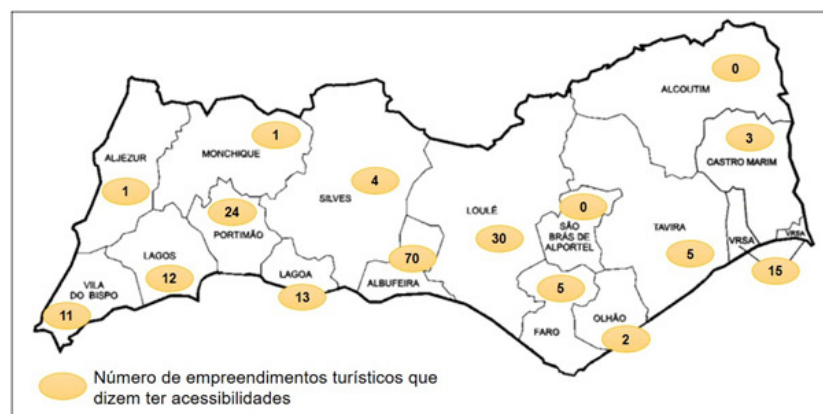 0
ALCOUTIM
1
MONCHIQUE
3
CASTRO MARIM
ALJEZUR
1
4
SILVES
24
PORTIMÃO
LOULÉ
30
0
SÃO
BRÁS DE
ALPORTEL
TAVIRA
5
VRSA
VRSA
15
LAGOS
12
70
ALBUFEIRA
LAGOA
13
VILA
DO BISPO
11
5
FARO
OLHÃO
2
Número de empreendimentos turísticos que
dizem ter acessibilidades